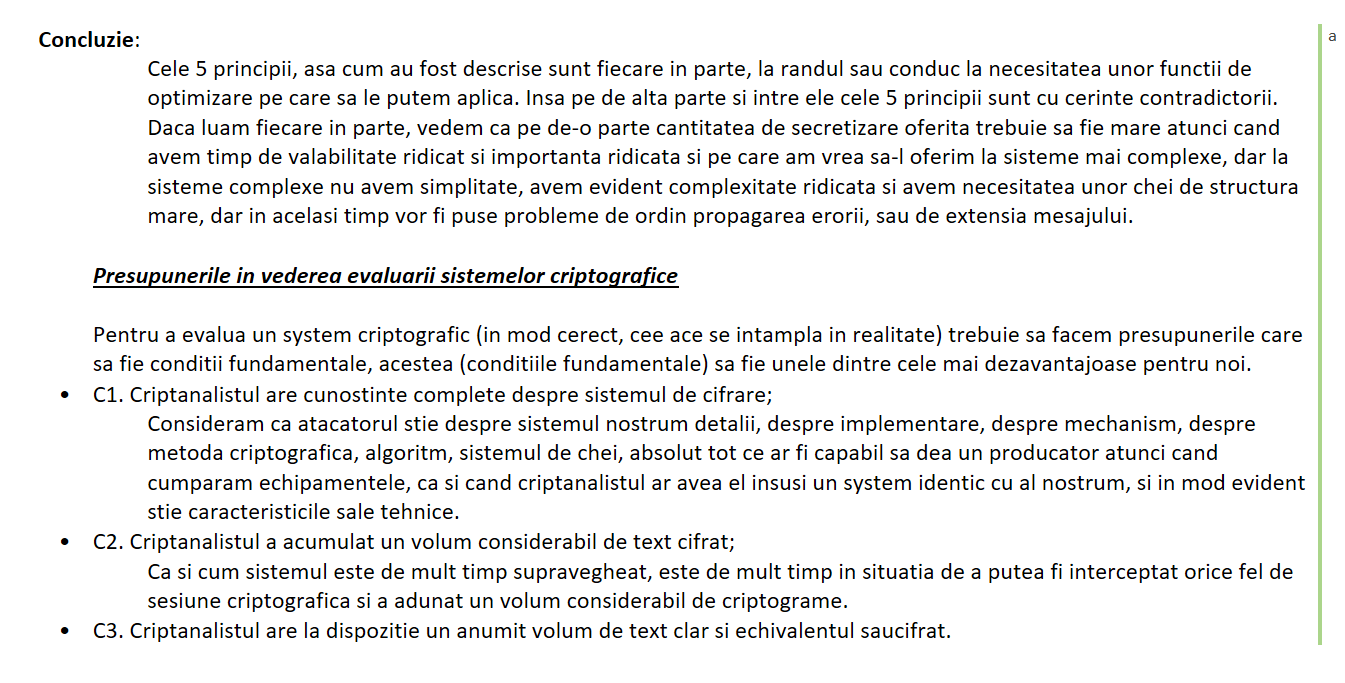 Concluzie:
Cele 5 principii, asa cum au fost descrise sunt fiecare in parte, la randul sau conduc la necesitatea unor functii de
optimizare pe care sa le putem aplica. Insa pe de alta parte si intre ele cele 5 principii sunt cu cerinte contradictorii.
Daca luam fiecare in parte, vedem ca pe de-o parte cantitatea de secretizare oferita trebuie sa fie mare atunci cand
avem timp de valabilitate ridicat si importanta ridicata si pe care am vrea sa-l oferim la sisteme mai complexe, dar la
sisteme complexe nu avem simplitate, avem evident complexitate ridicata si avem necesitatea unor chei de structura
mare, dar in acelasi timp vor fi puse probleme de ordin propagarea erorii, sau de extensia mesajului.
Presupunerile in vederea evaluarii sistemelor criptografice
Pentru a evalua un system criptografic (in mod cerect, cee ace se intampla in realitate) trebuie sa facem presupunerile care
sa fie conditii fundamentale, acestea (conditiile fundamentale) sa fie unele dintre cele mai dezavantajoase pentru noi.
• C1. Criptanalistul are cunostinte complete despre sistemul de cifrare;
Consideram ca atacatorul stie despre sistemul nostrum detalii, despre implementare, despre mechanism, despre
metoda criptografica, algoritm, sistemul de chei, absolut tot ce ar fi capabil sa dea un producator atunci cand
cumparam echipamentele, ca si cand criptanalistul ar avea el insusi un system identic cu al nostrum, si in mod evident
stie caracteristicile sale tehnice.
• C2. Criptanalistul a acumulat un volum considerabil de text cifrat;
Ca si cum sistemul este de mult timp supravegheat, este de mult timp in situatia de a putea fi interceptat orice fel de
sesiune criptografica si a adunat un volum considerabil de criptograme.
• C3. Criptanalistul are la dispozitie un anumit volum de text clar si echivalentul saucifrat.
a